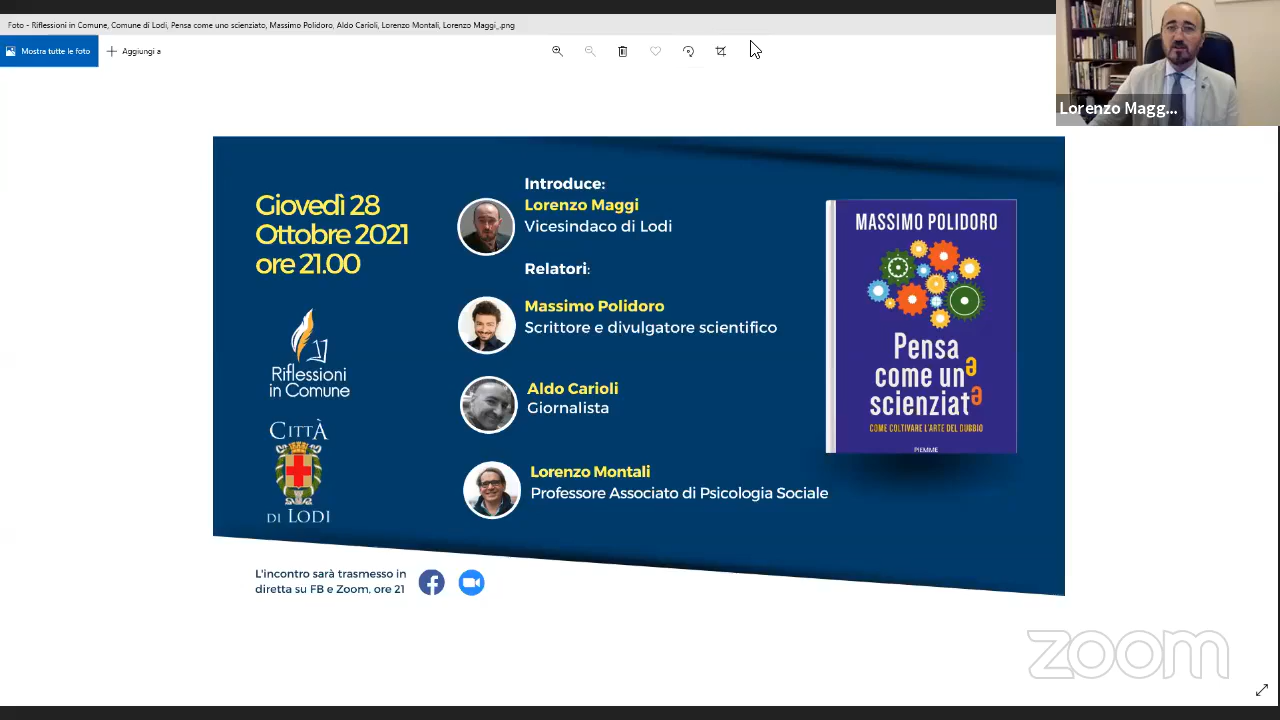 Foto - Riflessioni in Comune, Comune di Lodi, Pensa come uno scienziato, Massimo Polidoro, Aldo Carioli, Lorenzo Montali, Lorenzo Maggi_.png
Mostra tutte le foto
Aggiungi a
Lorenzo Magg...
Giovedì 28
Ottobre 2021
ore 21.00
Riflessioni
in Comune
CITTÀ
DI LODI
Introduce:
Lorenzo Maggi
Vicesindaco di Lodi
Relatori:
Massimo Polidoro
Scrittore e divulgatore scientifico
Aldo Carioli
Giornalista
Lorenzo Montali
Professore Associato di Psicologia Sociale
MASSIMO POLIDORO
Pensa
come unə
scienziatə
COME COLTIVARE L'ARTE DEL DUBBIO
PIEMME
L'incontro sarà trasmesso in
diretta su FB e Zoom, ore 21
zoom